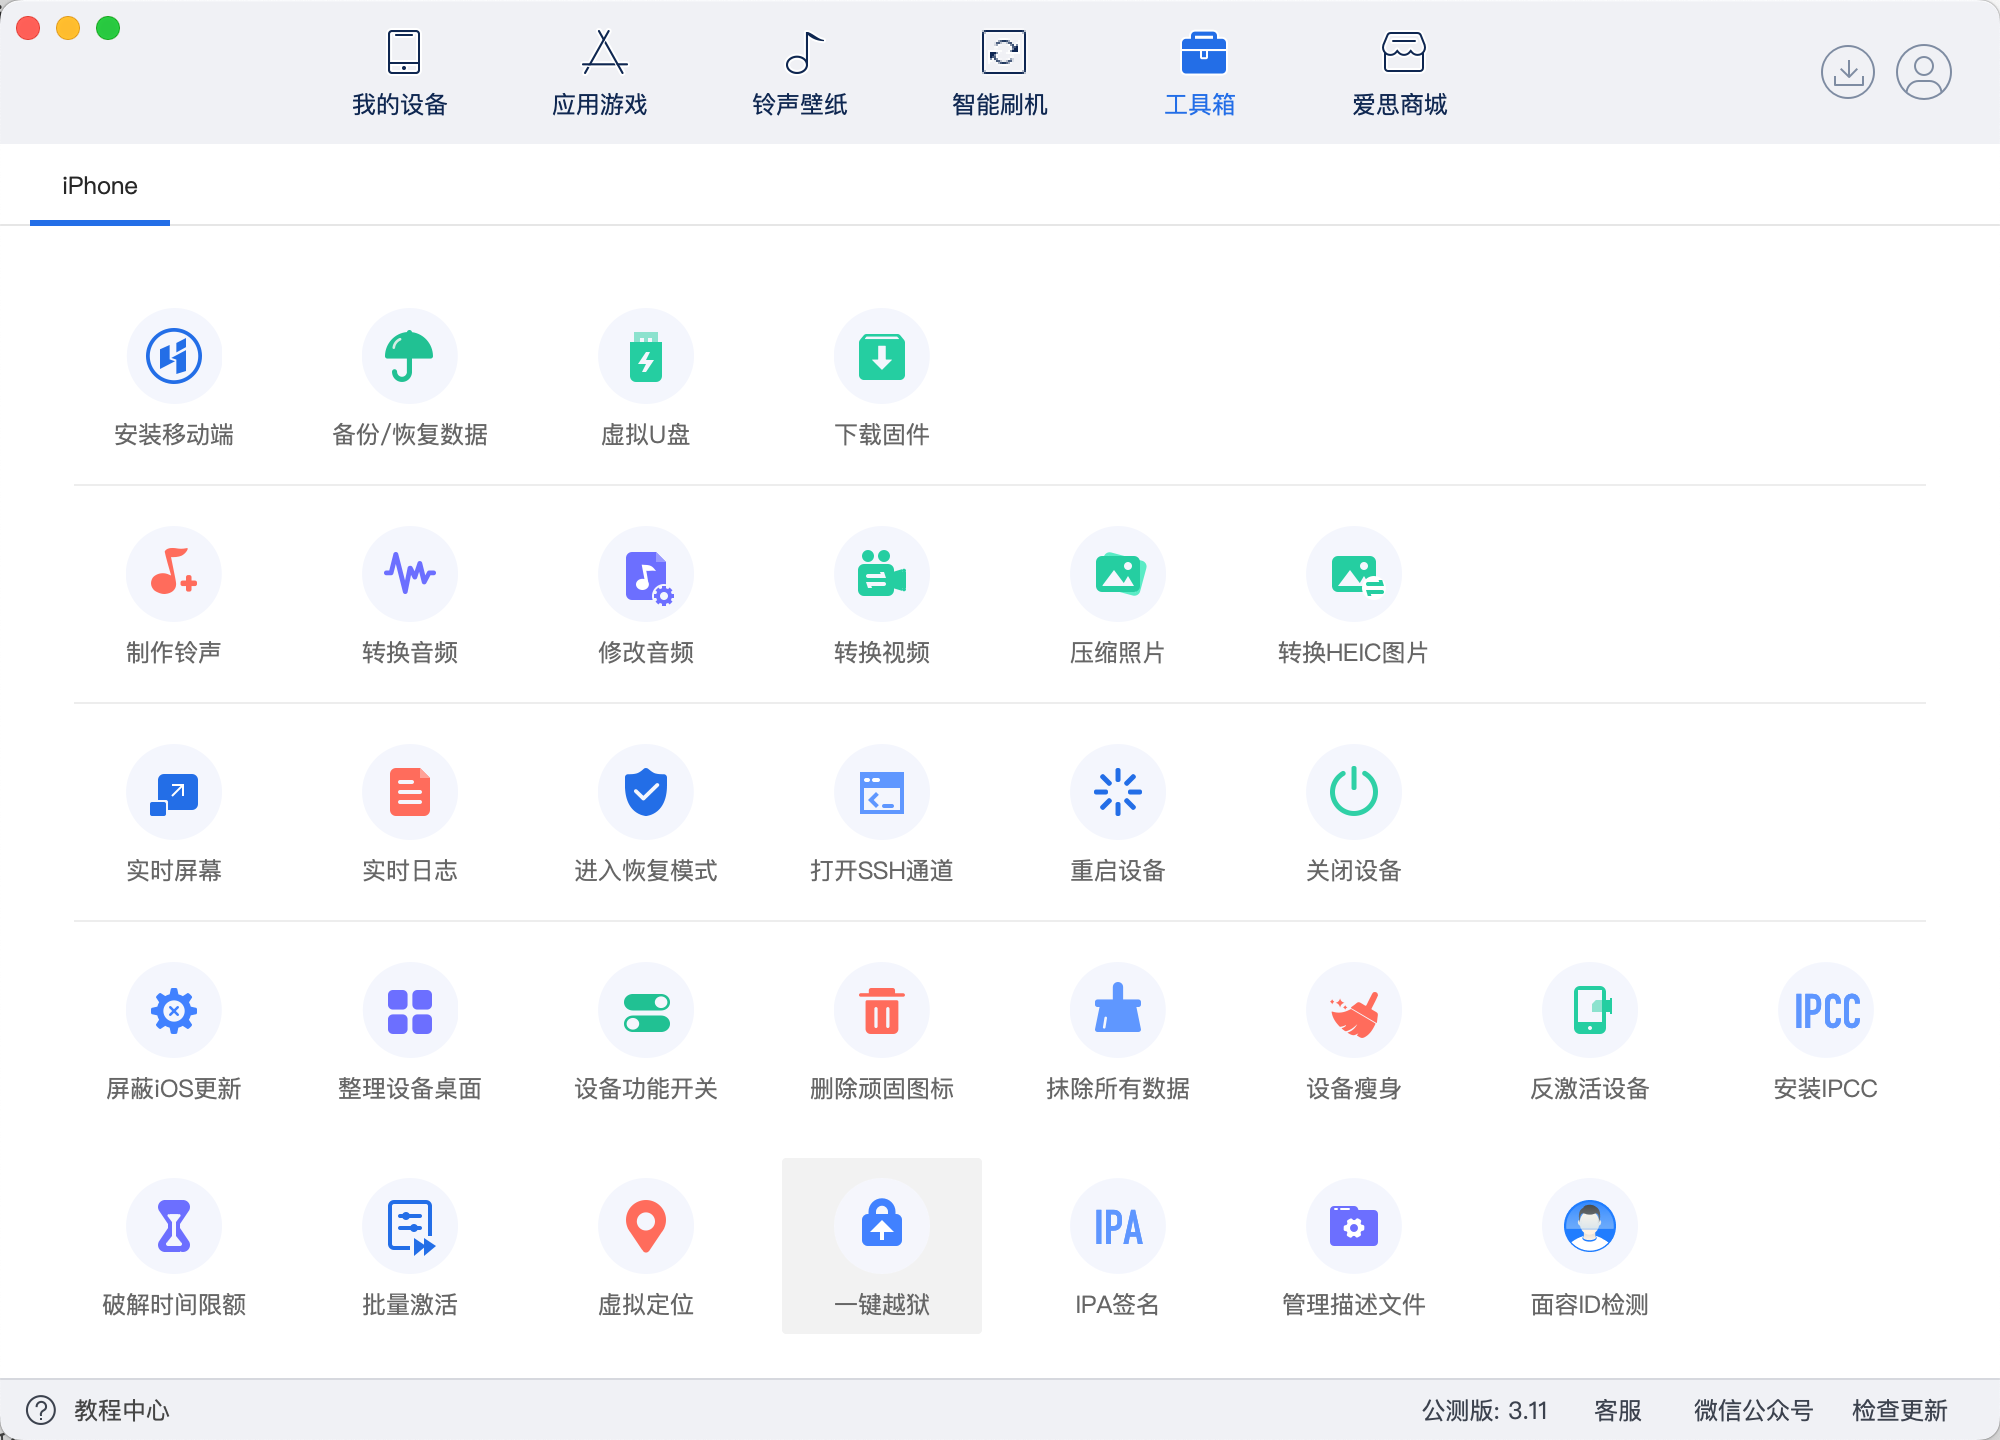 我的设备
应用游戏
铃声壁纸
智能刷机
工具箱
爱思商城
iPhone
安装移动端
备份/恢复数据
虚拟U盘
下载固件
制作铃声
转换音频
修改音频
转换视频
压缩照片
转换HEIC图片
实时屏幕
实时日志
进入恢复模式
打开SSH通道
重启设备
关闭设备
IPCC
屏蔽iOS更新
整理设备桌面
设备功能开关
删除顽固图标
抹除所有数据
设备瘦身
反激活设备
安装IPCC
IPA
破解时间限额
批量激活
虚拟定位
一键越狱
IPA签名
管理描述文件
面容ID检测
教程中心
公测版: 3.11
客服
微信公众号
检查更新